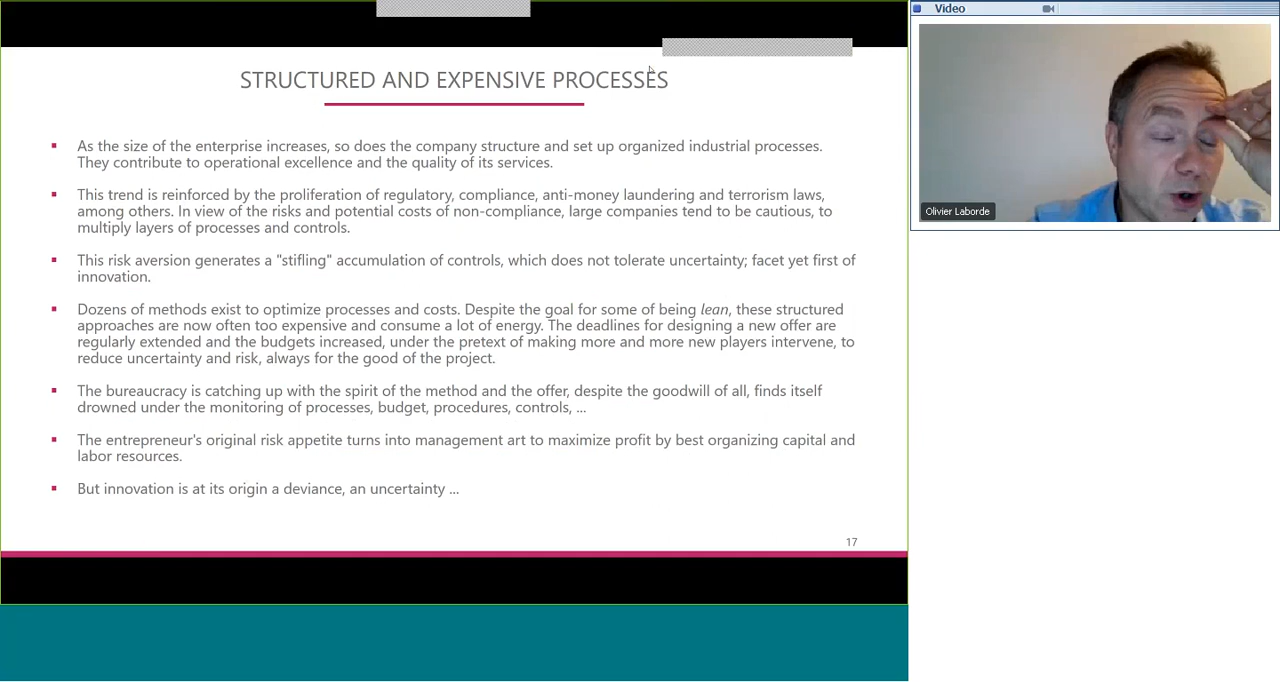 Video
STRUCTURED AND EXPENSIVE PROCESSES
As the size of the enterprise increases, so does the company structure and set up organized industrial processes.
They contribute to operational excellence and the quality of its services.
This trend is reinforced by the proliferation of regulatory, compliance, anti-money laundering and terrorism laws,
among others. In view of the risks and potential costs of non-compliance, large companies tend to be cautious, to
multiply layers of processes and controls.
This risk aversion generates a "stifling" accumulation of controls, which does not tolerate uncertainty; facet yet first of
innovation.
Dozens of methods exist to optimize processes and costs. Despite the goal for some of being lean, these structured
approaches are now often too expensive and consume a lot of energy. The deadlines for designing a new offer are
regularly extended and the budgets increased, under the pretext of making more and more new players intervene, to
reduce uncertainty and risk, always for the good of the project.
The bureaucracy is catching up with the spirit of the method and the offer, despite the goodwill of all, finds itself
drowned under the monitoring of processes, budget, procedures, controls, ...
The entrepreneur's original risk appetite turns into management art to maximize profit by best organizing capital and
labor resources.
But innovation is at its origin a deviance, an uncertainty ...
17
Olivier Laborde